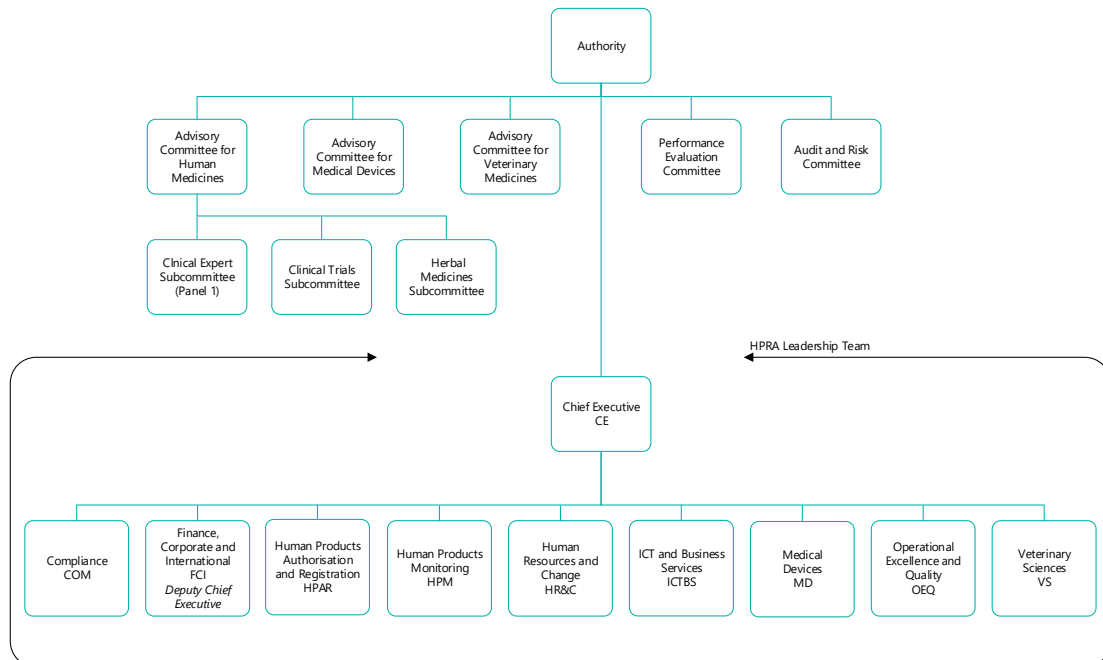 Authority
Advisory
Committee for
Human
Medicines
Advisory
Committee for
Medical Devices
Advisory
Committee for
Veterinary
Medicines
Performance
Evaluation
Committee
Audit and Risk
Committee
Clnical Expert
Subcommittee
(Panel 1)
Clinical Trials
Subcommittee
Herbal
Medicines
Subcommittee
HPRA Leadership Team
Chief Executive
CE
Compliance
COM
Finance,
Corporate and
International
FCI
Deputy Chief
Executive
Human Products
Authorisation
and Registration
HPAR
Human Products
Monitoring
HPM
Human
Resources and
Change
HR&C
ICT and Business
Services
ICTBS
Medical
Devices
MD
Operational
Excellence and
Quality
OEQ
Veterinary
Sciences
VS